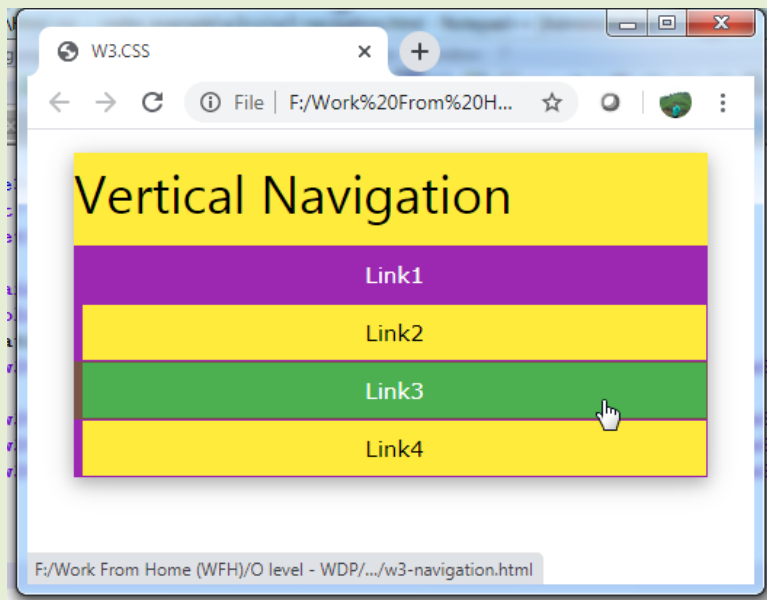 W3.CSS
File F:/Work%20From%20H...
Vertical Navigation
Link1
Link2
Link3
Link4
F:/Work From Home (WFH)/O level - WDP/.../w3-navigation.html